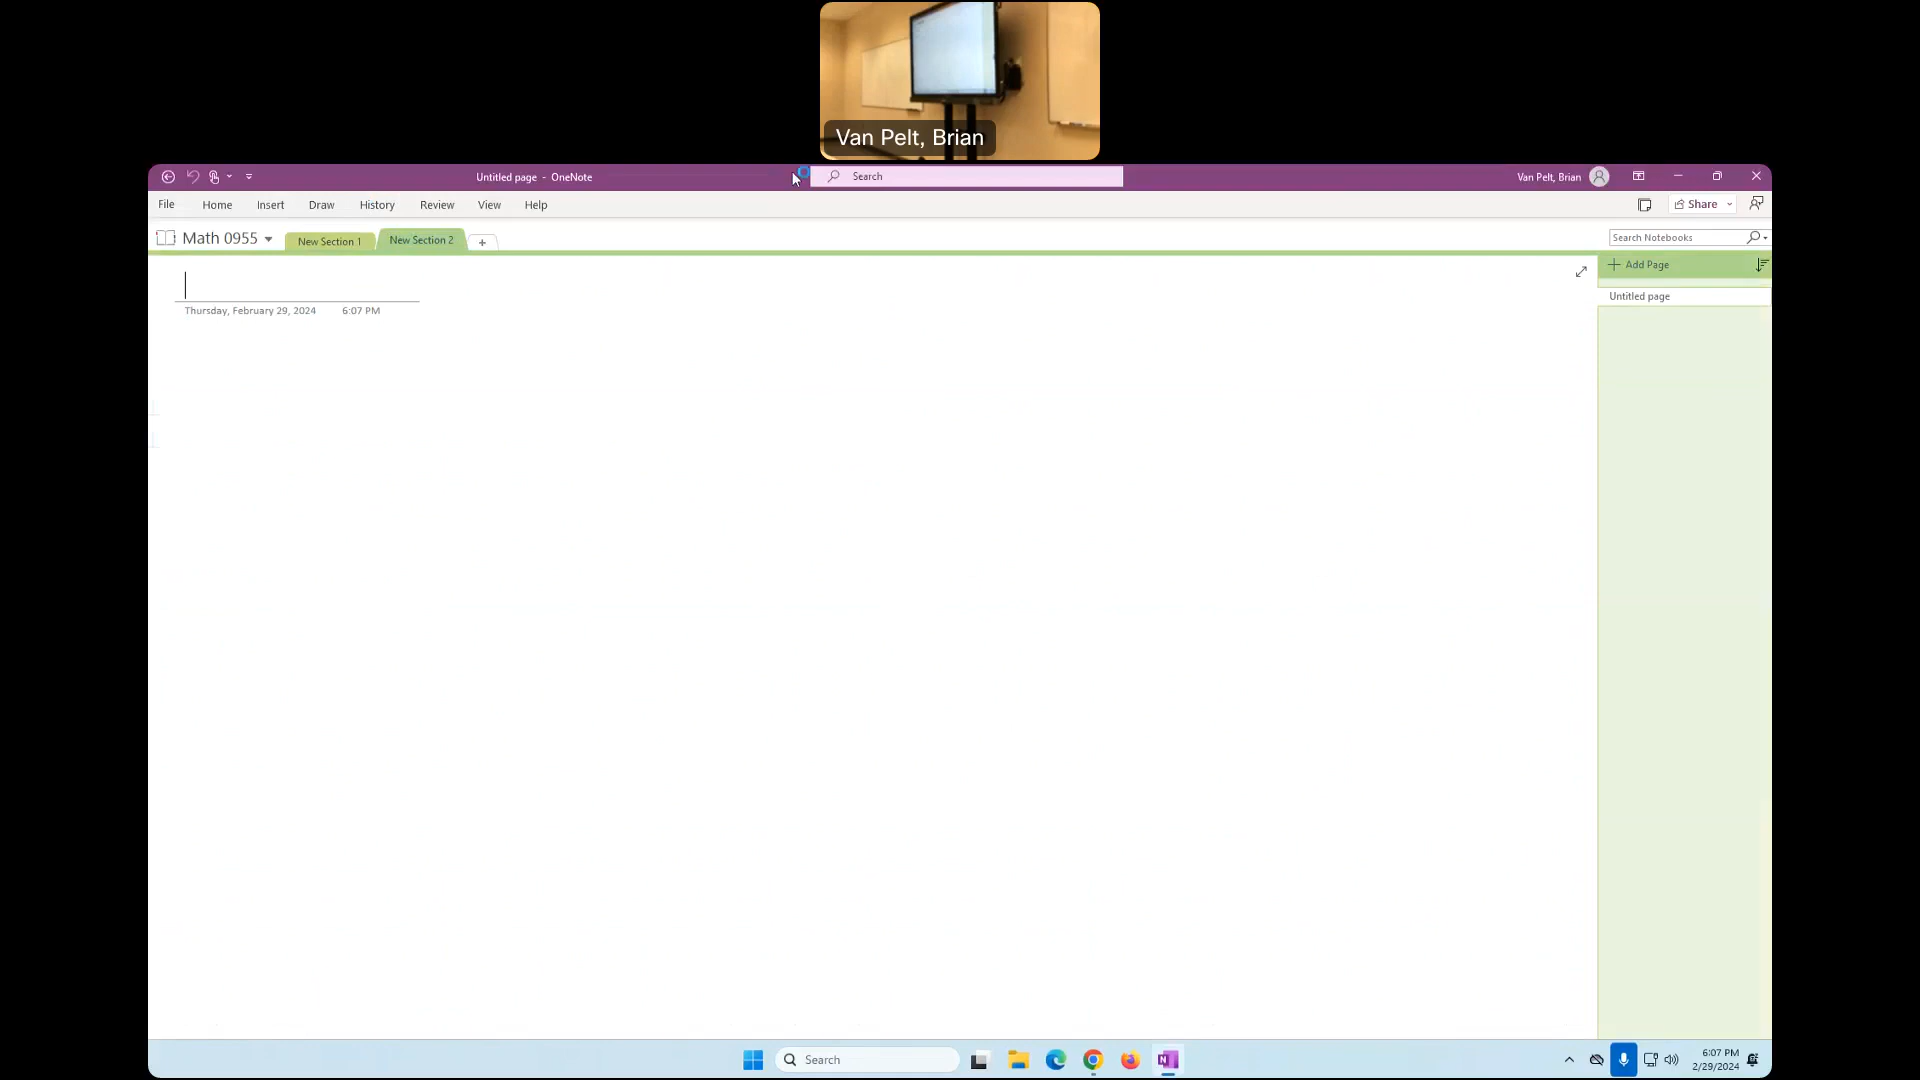 Van Pelt, Brian
Untitled page - OneNote
Search
Van Pelt, Brian
File Home Insert Draw History Review View Help
Share
Math 0955 New Section 1 New Section 2 +
Search Notebooks
Add Page
Untitled page
Thursday, February 29, 2024 6:07 PM
Search
6:07 PM
2/29/2024